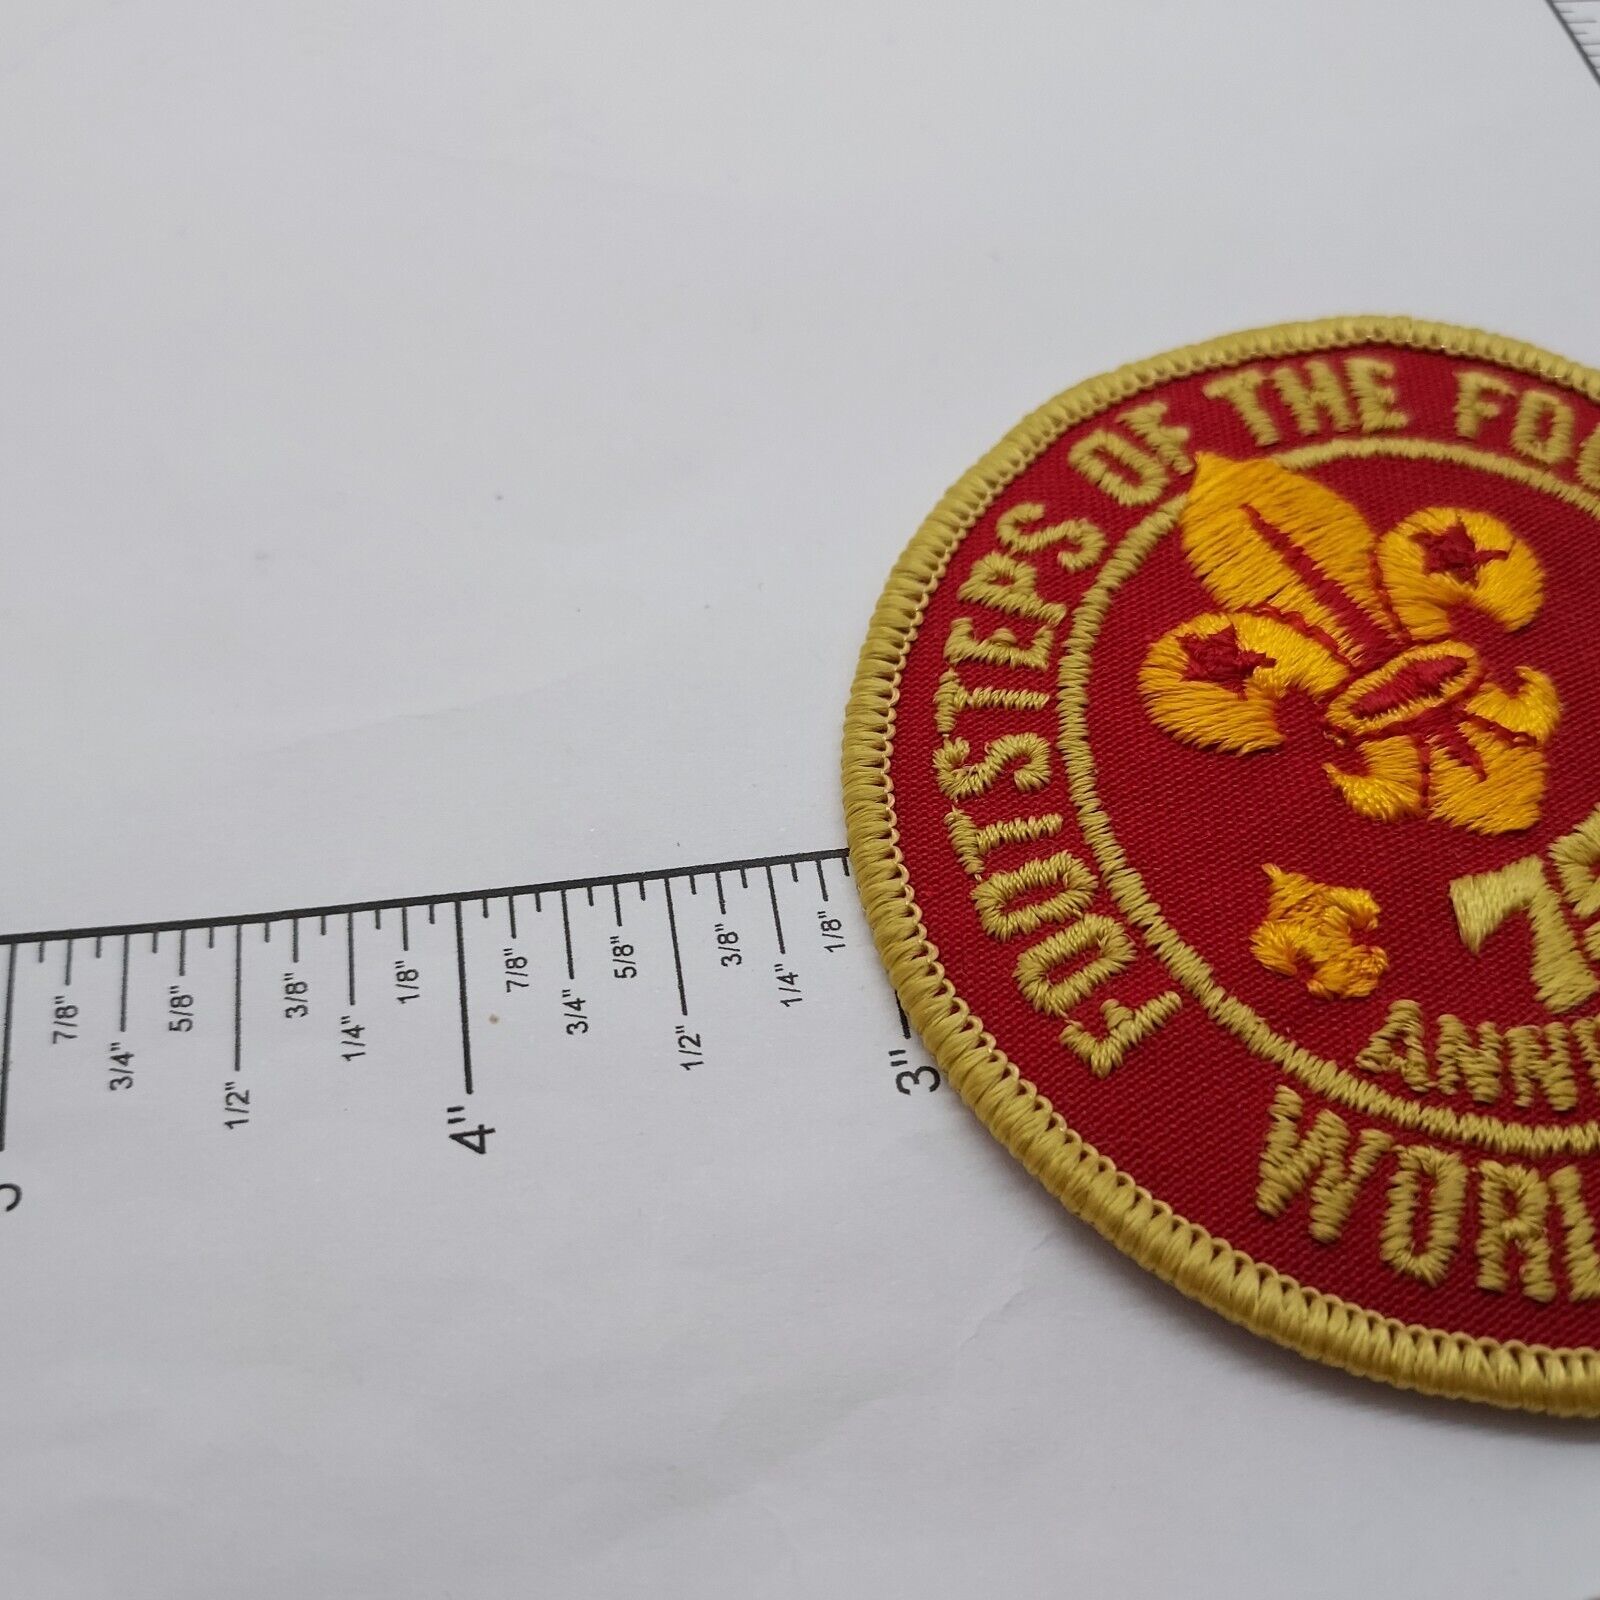 FOOTSTEPS OF THE FO
75
ANN
WORL
7/8" 3/4" 5/8" 1/2" 3/8" 1/4" 1/8" 4" 7/8" 3/4" 5/8" 1/2" 3/8" 1/4" 1/8" 3"